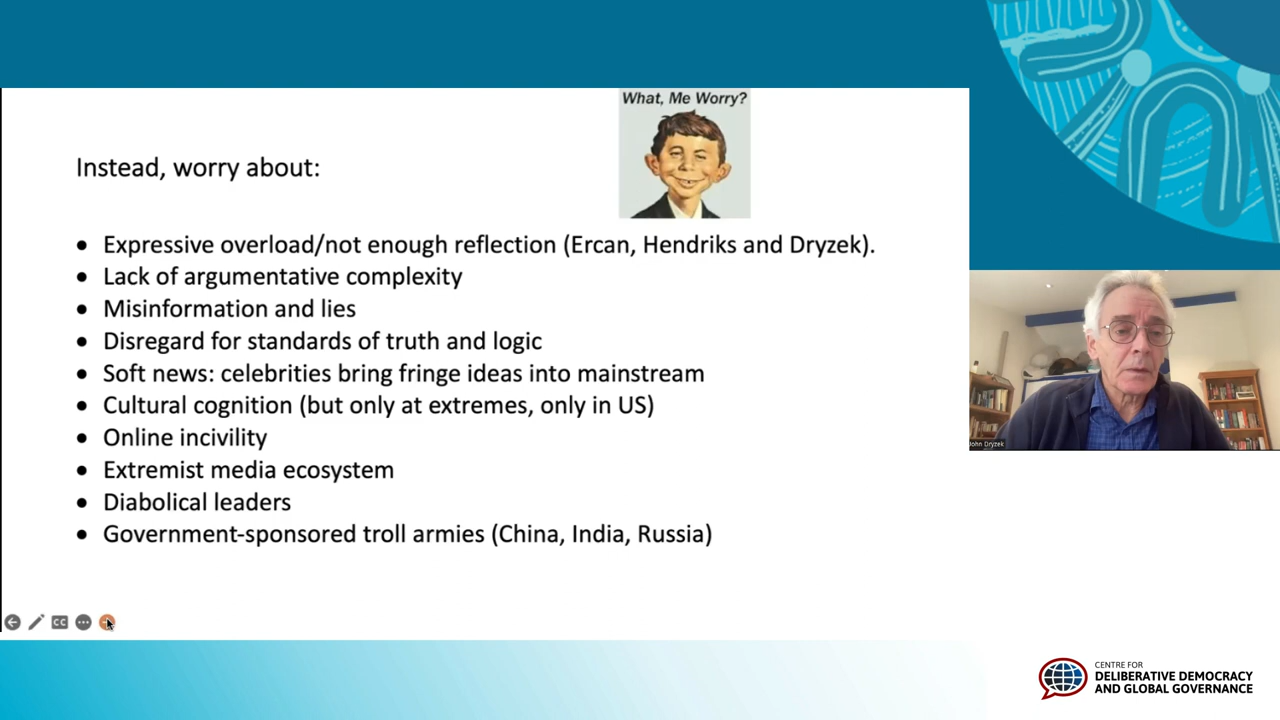 What, Me Worry?
Instead, worry about:
• Expressive overload/not enough reflection (Ercan, Hendriks and Dryzek).
• Lack of argumentative complexity
• Misinformation and lies
• Disregard for standards of truth and logic
• Soft news: celebrities bring fringe ideas into mainstream
• Cultural cognition (but only at extremes, only in US)
• Online incivility
• Extremist media ecosystem
• Diabolical leaders
• Government-sponsored troll armies (China, India, Russia)
CC
John Dryzek
CENTRE FOR
DELIBERATIVE DEMOCRACY
AND GLOBAL GOVERNANCE